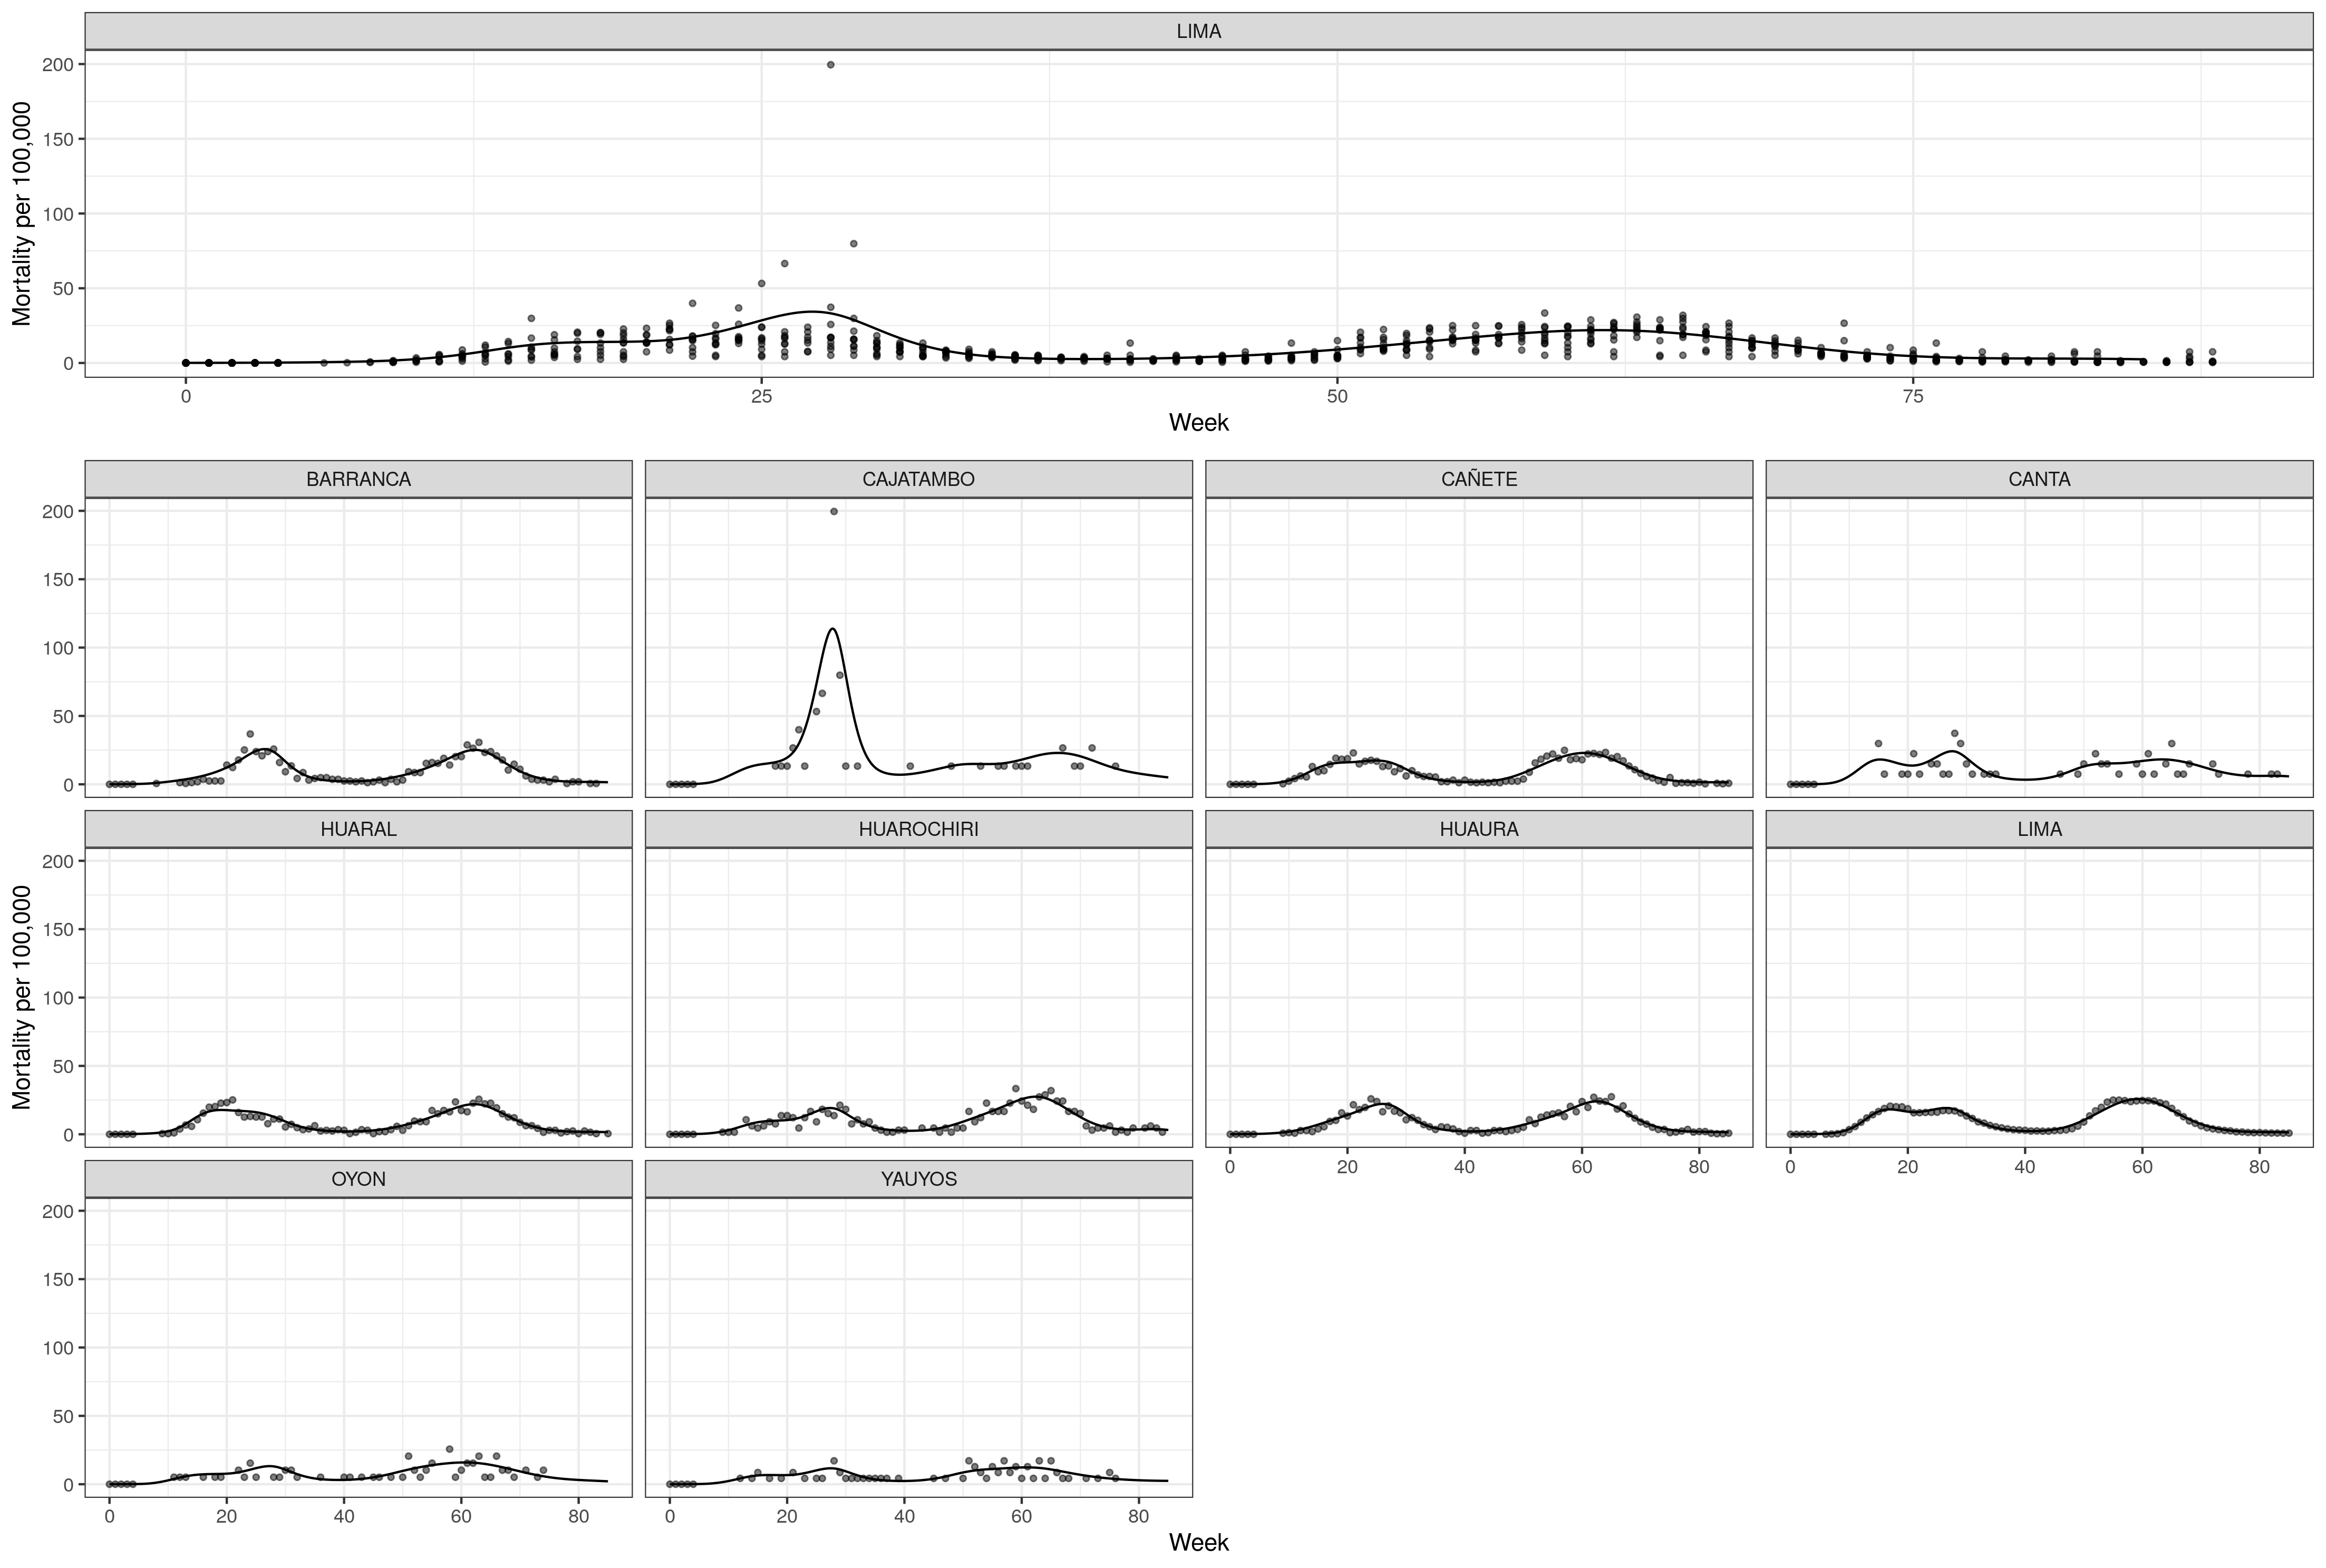 LIMA
200
150
100
50
0
Mortality per 100,000
0 25 50 75
Week
BARRANCA CAJATAMBO CAÑETE CANTA
200
150
100
50
0
HUARAL HUAROCHIRI HUAURA LIMA
200
150
100
50
0
Mortality per 100,000
0 20 40 60 80 0 20 40 60 80
OYON YAUYOS
200
150
100
50
0
0 20 40 60 80 0 20 40 60 80
Week